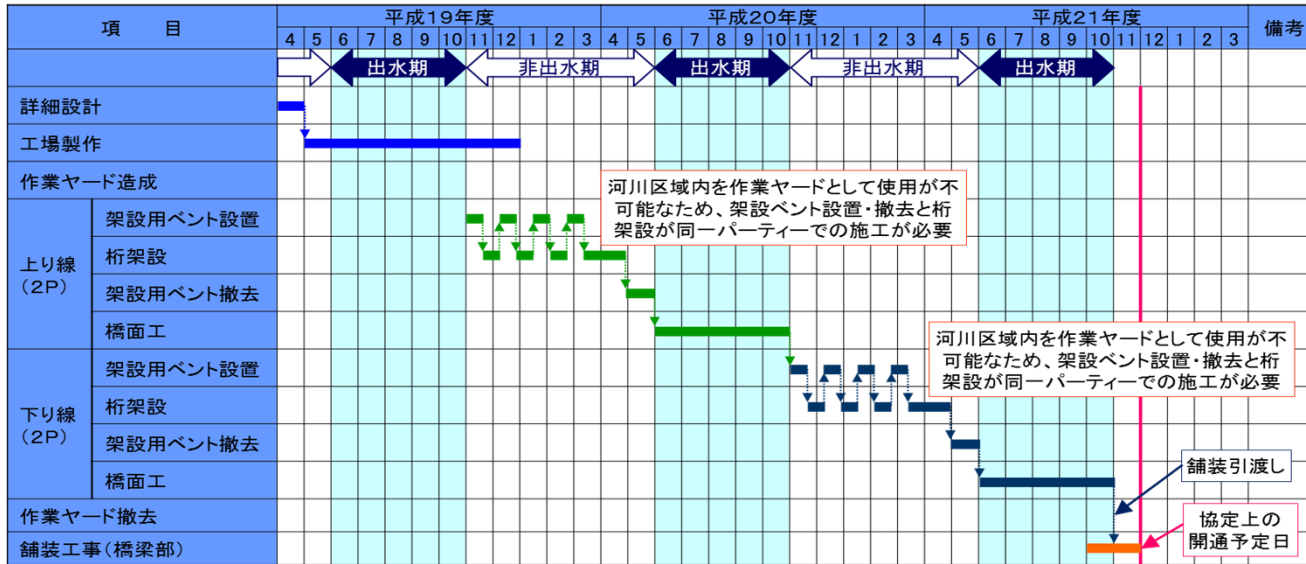 項　目
平成19年度
平成20年度
平成21年度
備考
4 5 6 7 8 9 10 11 12 1 2 3 4 5 6 7 8 9 10 11 12 1 2 3 4 5 6 7 8 9 10 11 12 1 2 3
出水期
非出水期
出水期
非出水期
出水期
詳細設計
工場製作
作業ヤード造成
河川区域内を作業ヤードとして使用が不
可能なため、架設ベント設置・撤去と桁
架設が同一パーティーでの施工が必要
上り線
(2P)
架設用ベント設置
桁架設
架設用ベント撤去
橋面工
河川区域内を作業ヤードとして使用が不
可能なため、架設ベント設置・撤去と桁
架設が同一パーティーでの施工が必要
下り線
(2P)
架設用ベント設置
桁架設
架設用ベント撤去
橋面工
舗装引渡し
作業ヤード撤去
舗装工事(橋梁部)
協定上の
開通予定日